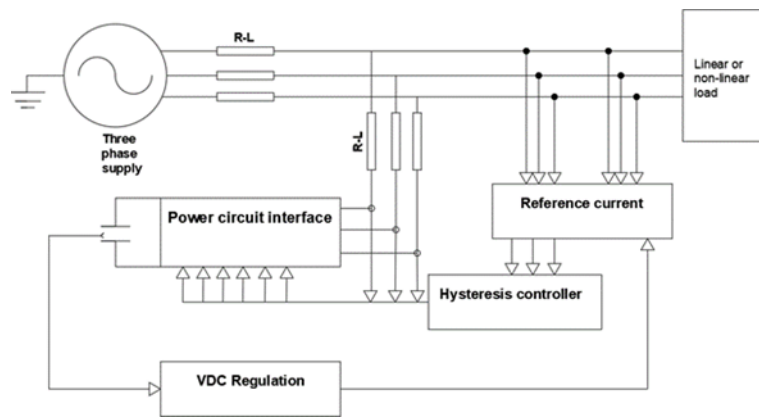 R-L
Linear or
non-linear
load
Three
phase
supply
R-L
Power circuit interface
Reference current
Hysteresis controller
VDC Regulation